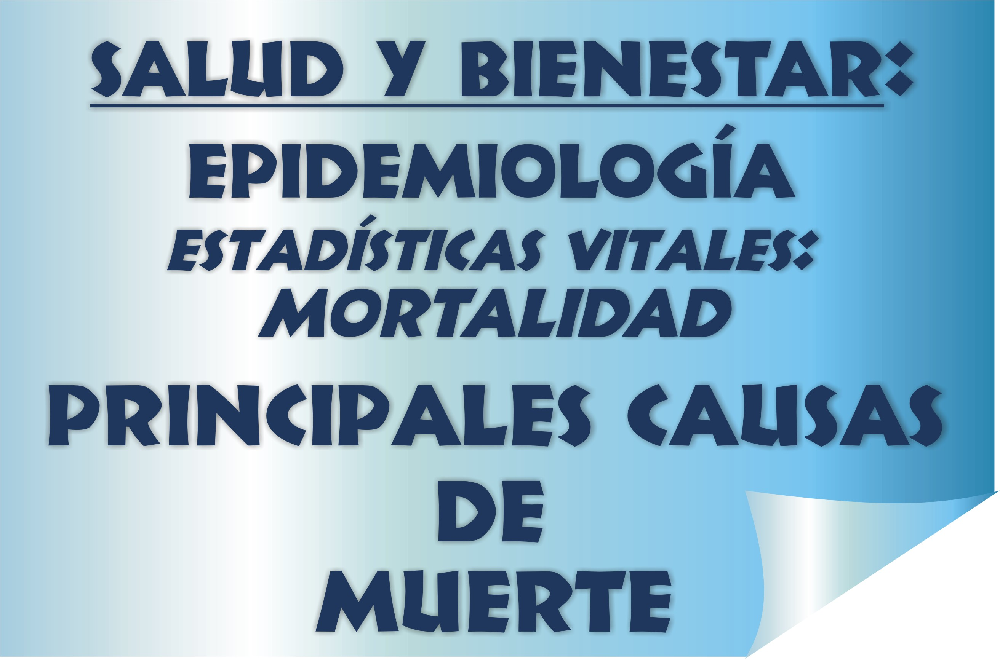 SALUD Y BIENESTAR:
EPIDEMIOLOGÍA
ESTADÍSTICAS VITALES:
MORTALIDAD
PRINCIPALES CAUSAS
DE
MUERTE